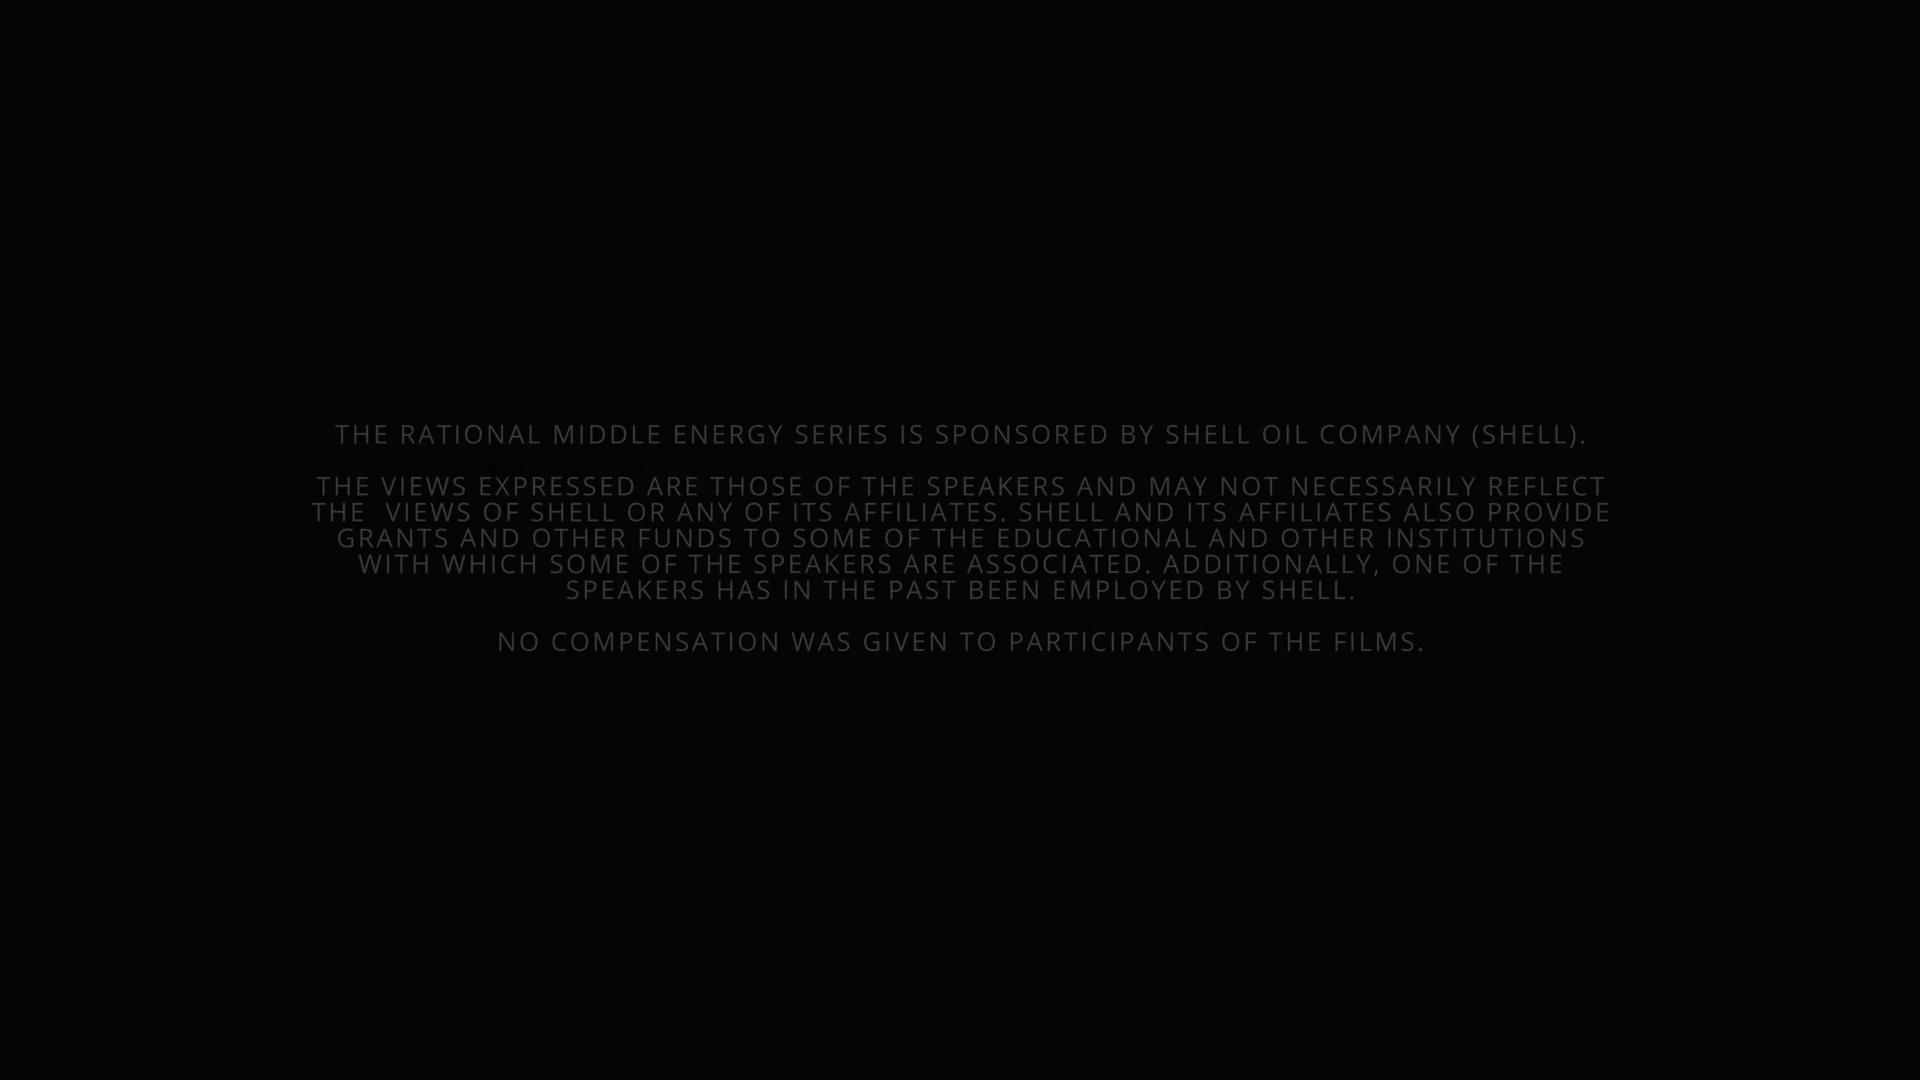 THE RATIONAL MIDDLE ENERGY SERIES IS SPONSORED BY SHELL OIL COMPANY (SHELL).
THE VIEWS EXPRESSED ARE THOSE OF THE SPEAKERS AND MAY NOT NECESSARILY REFLECT
THE VIEWS OF SHELL OR ANY OF ITS AFFILIATES. SHELL AND ITS AFFILIATES ALSO PROVIDE
GRANTS AND OTHER FUNDS TO SOME OF THE EDUCATIONAL AND OTHER INSTITUTIONS
WITH WHICH SOME OF THE SPEAKERS ARE ASSOCIATED. ADDITIONALLY, ONE OF THE
SPEAKERS HAS IN THE PAST BEEN EMPLOYED BY SHELL.
NO COMPENSATION WAS GIVEN TO PARTICIPANTS OF THE FILMS.